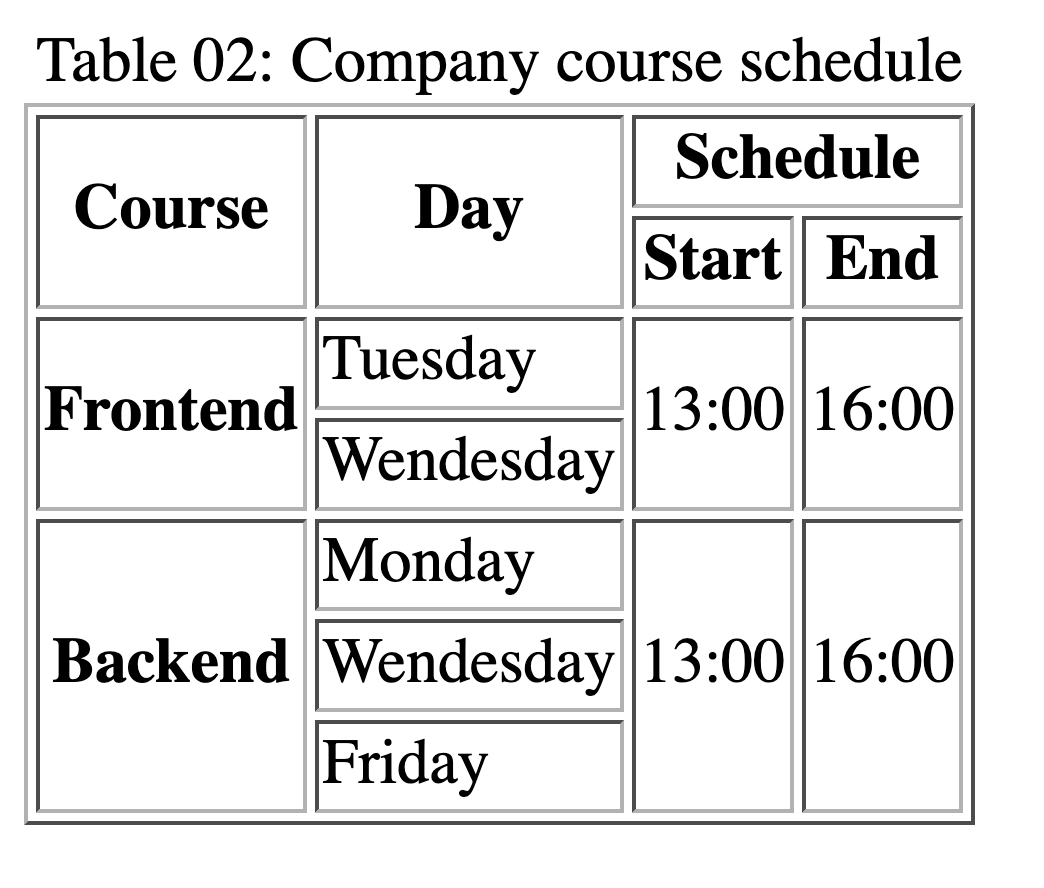 Table 02: Company course schedule
Course Day Schedule
Start End
Frontend Tuesday 13:00 16:00
Wendesday
Backend Monday 13:00 16:00
Wendesday
Friday